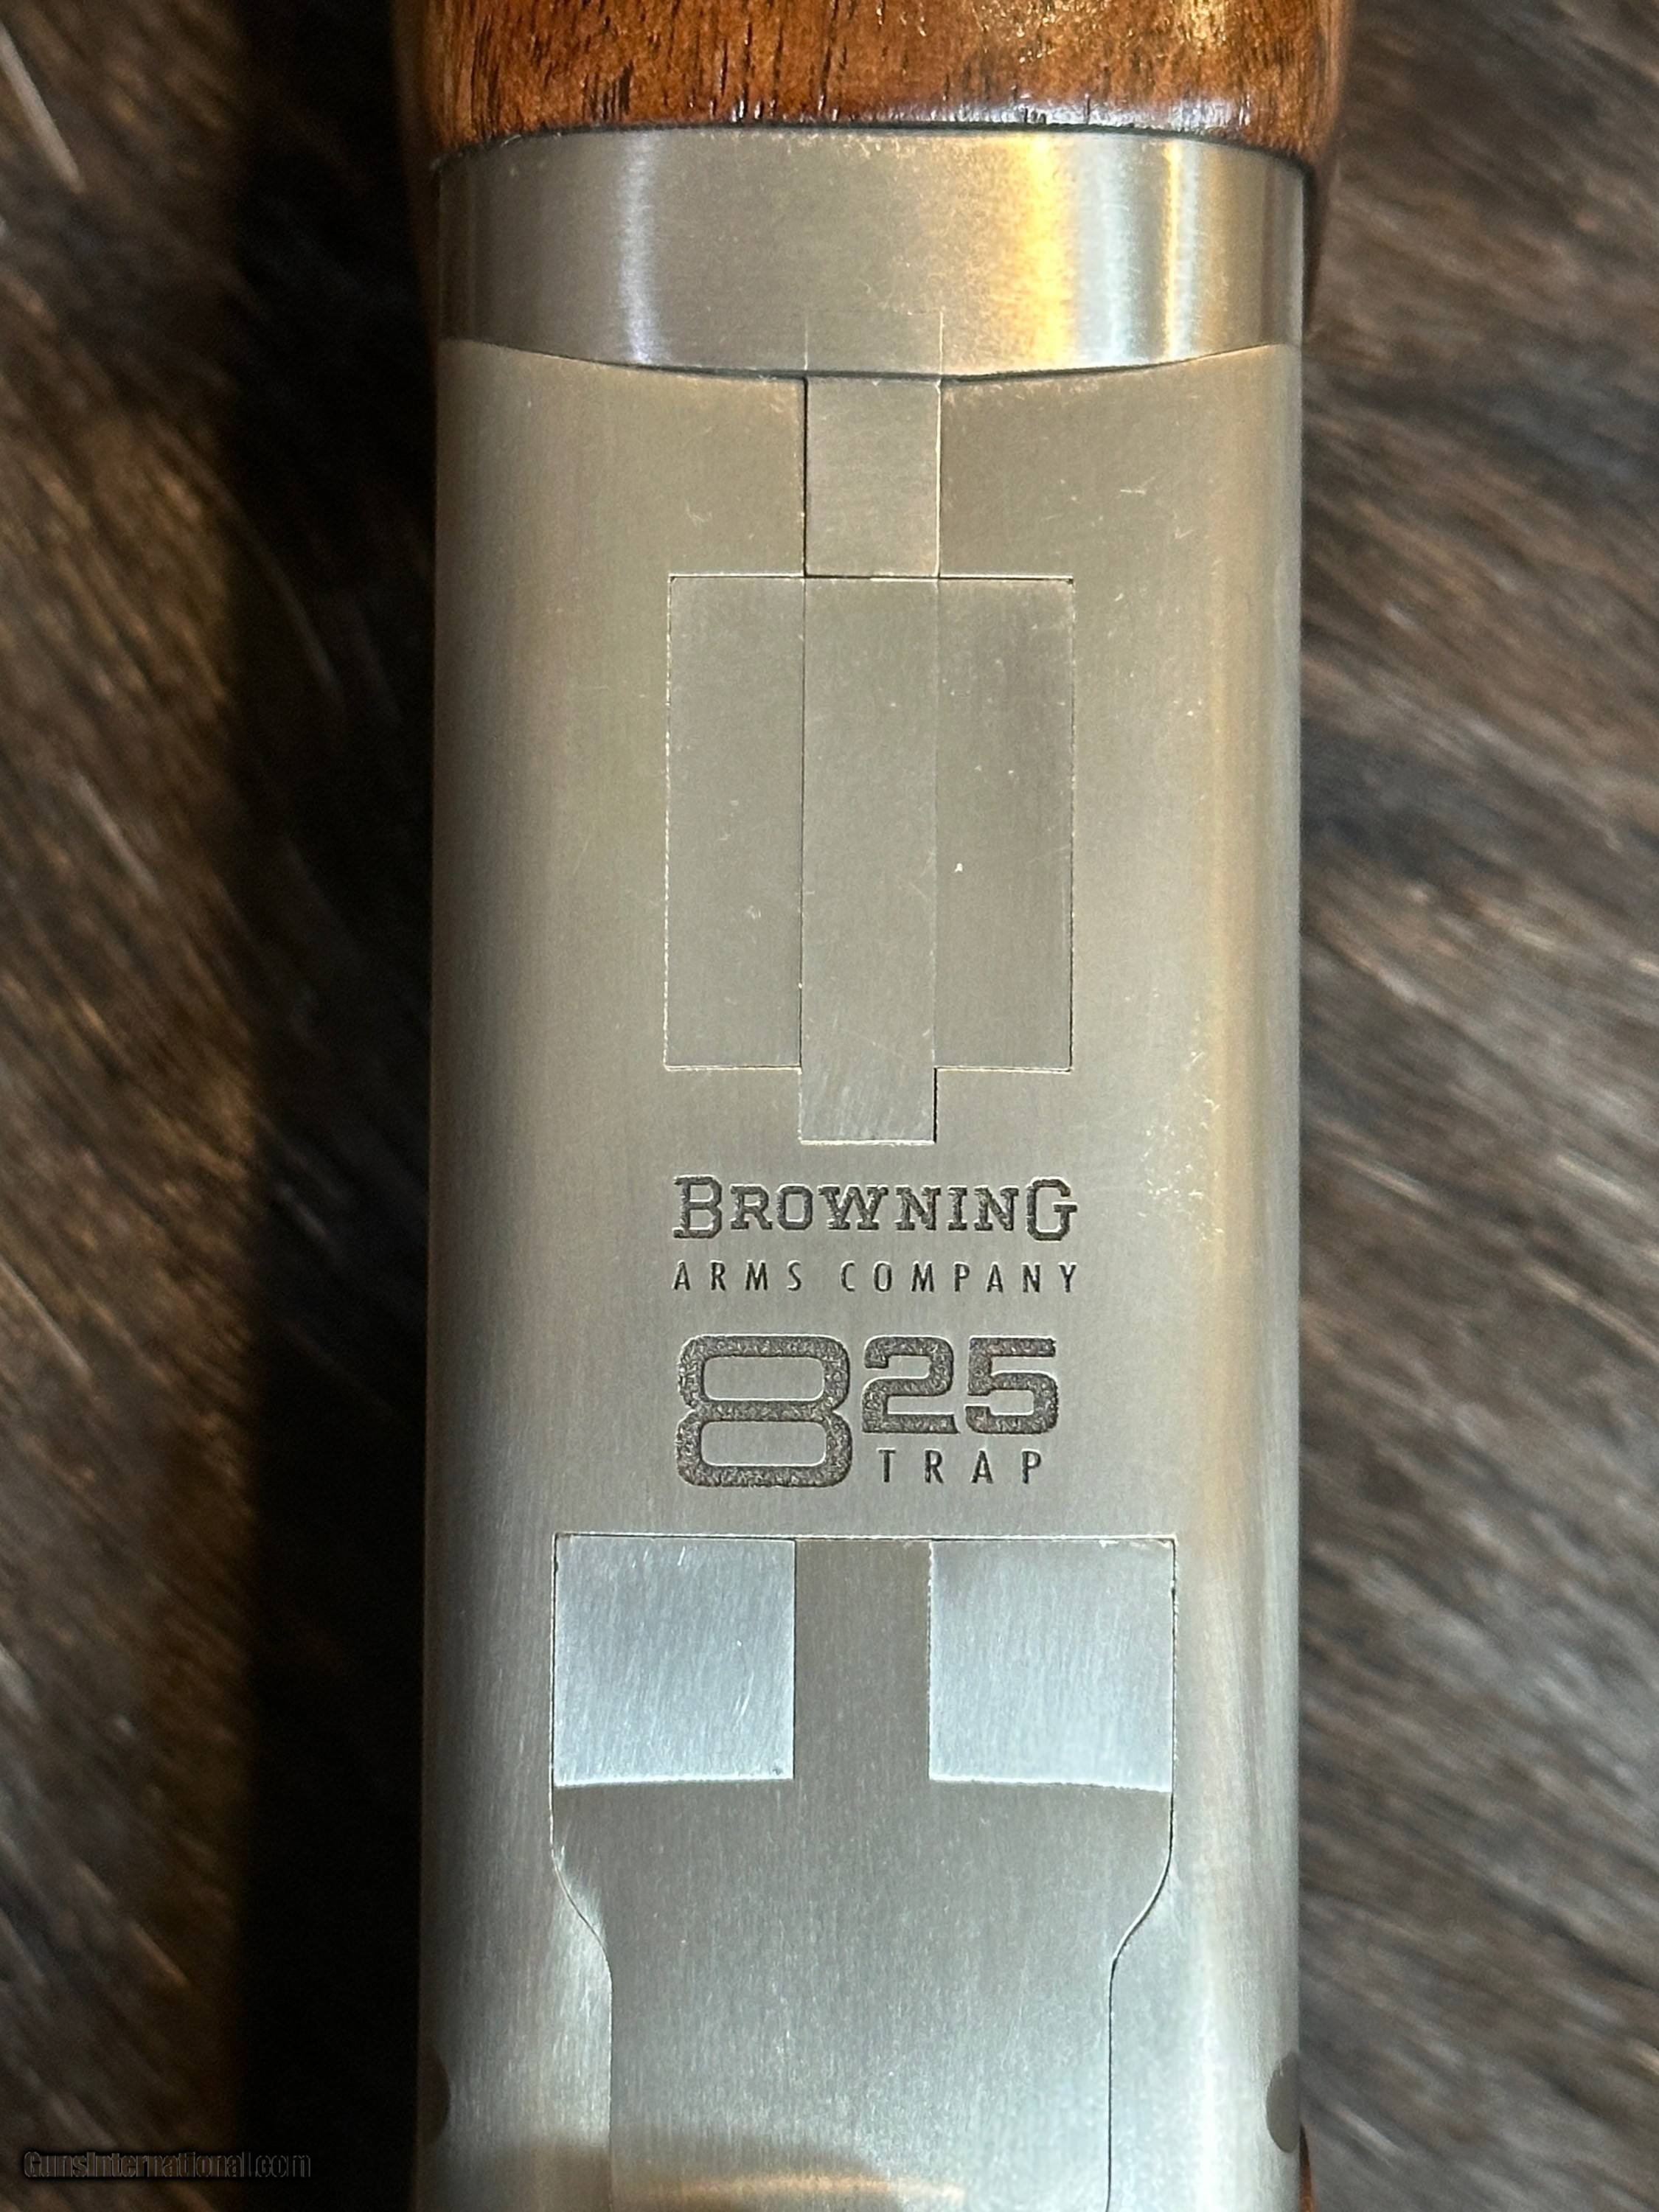 BROWNING
ARMS COMPANY
825
TRAP
GunsInternational.com